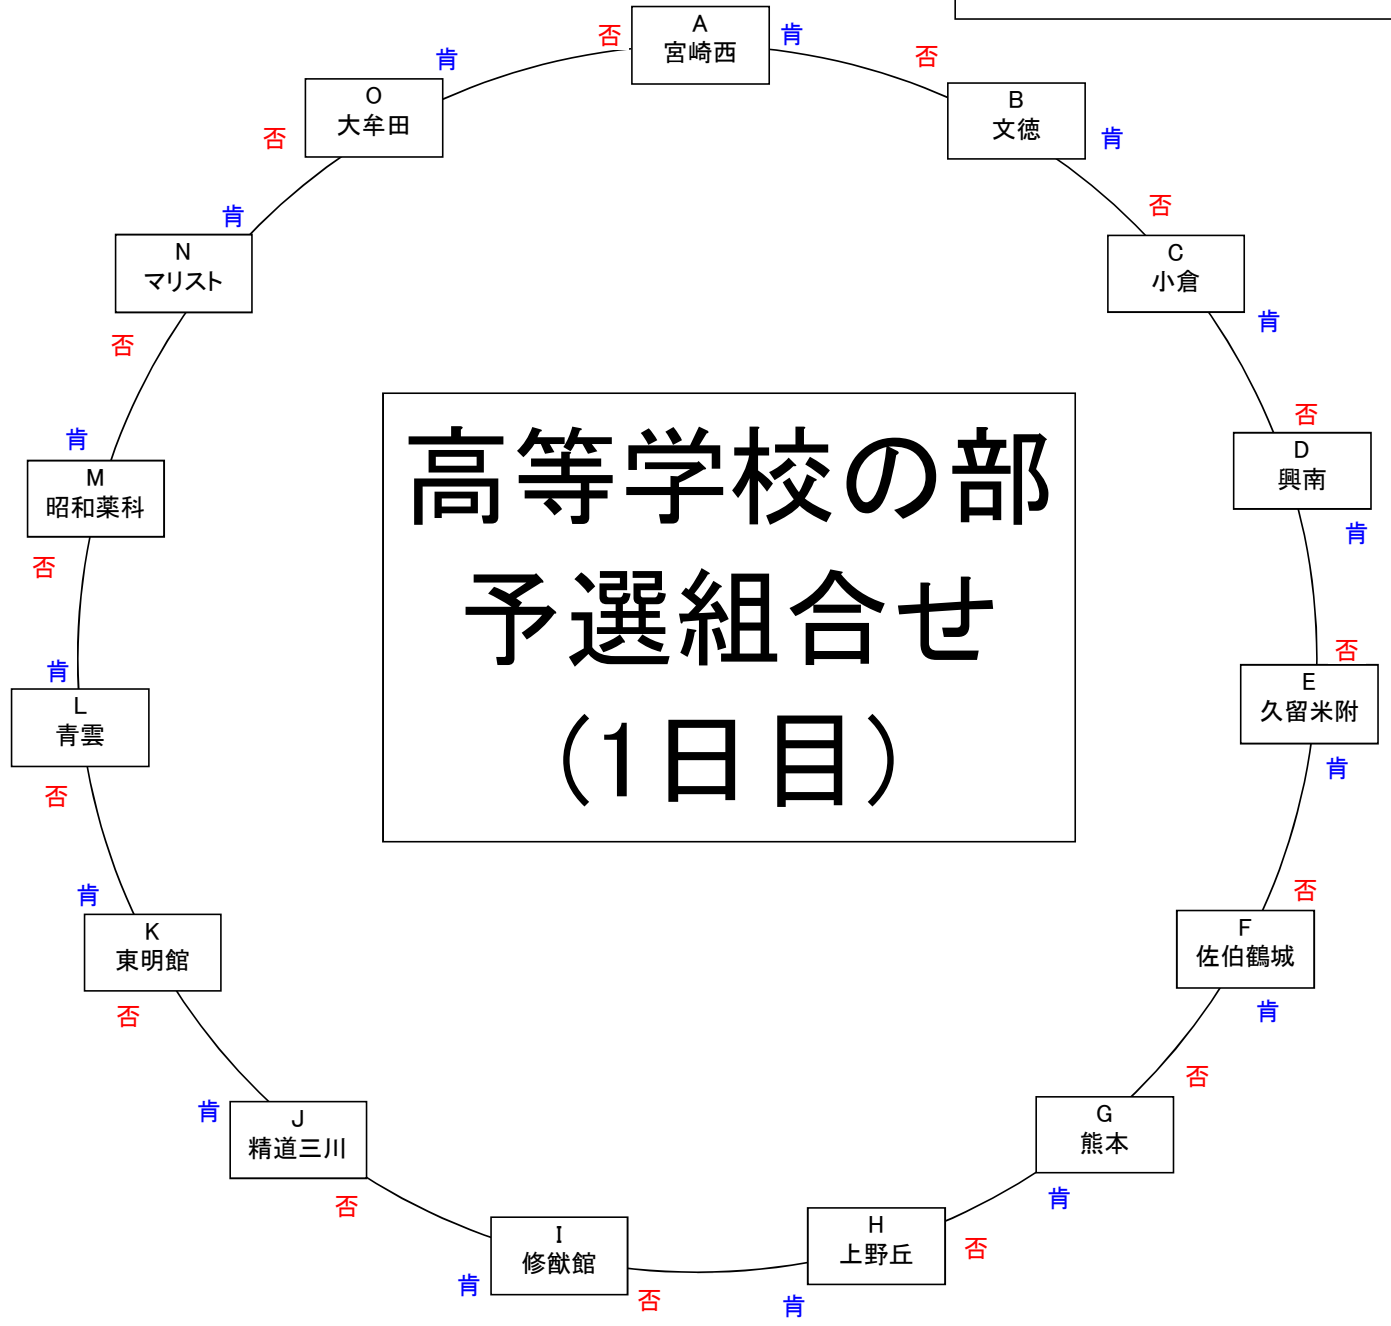 否
A
宮崎西
肯
否
B
文徳
肯
否
C
小倉
肯
否
D
興南
肯
否
E
久留米附
肯
否
F
佐伯鶴城
肯
否
G
熊本
肯
否
H
上野丘
肯
否
I
修猷館
肯
否
J
精道三川
肯
否
K
東明館
肯
否
L
青雲
肯
否
M
昭和薬科
肯
否
N
マリスト
肯
否
O
大牟田
肯
高等学校の部
予選組合せ
(1日目)